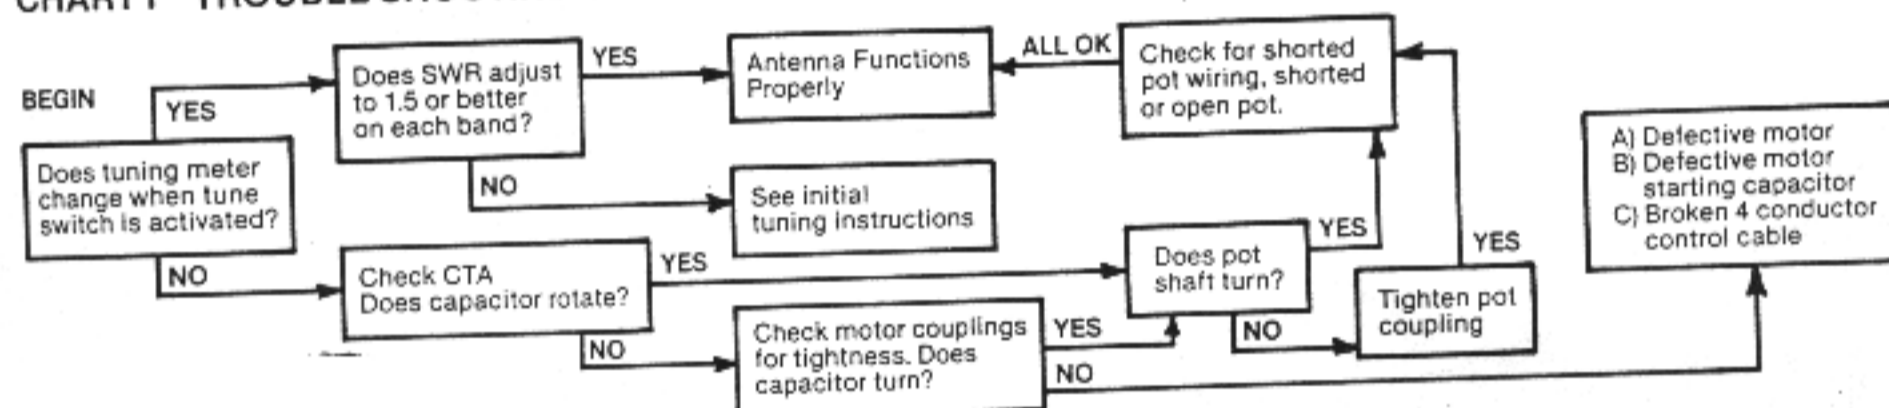 BEGIN
Does tuning meter
change when tune
switch is activated?
YES
Does SWR adjust
to 1.5 or better
on each band?
YES
Antenna Functions
Properly
NO
See initial
tuning instructions
NO
Check CTA
Does capacitor rotate?
YES
NO
Check motor couplings
for tightness. Does
capacitor turn?
YES
NO
Does pot
shaft turn?
YES
NO
Tighten pot
coupling
YES
Check for shorted
pot wiring, shorted
or open pot.
ALL OK
A) Defective motor
B) Defective motor
starting capacitor
C) Broken 4 conductor
control cable